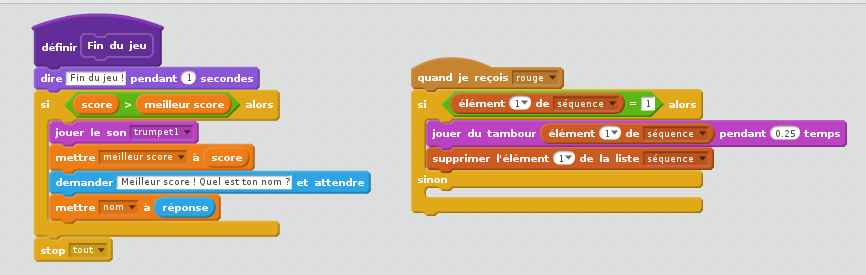 définir Fin du jeu
dire Fin du jeu ! pendant 1 secondes
si score > meilleur score alors
jouer le son trumpet1
mettre meilleur score à score
demander Meilleur score ! Quel est ton nom ? et attendre
mettre nom à réponse
stop tout
quand je reçois rouge
si élément 1 de séquence = 1 alors
jouer du tambour élément 1 de séquence pendant 0.25 temps
supprimer l'élément 1 de la liste séquence
sinon